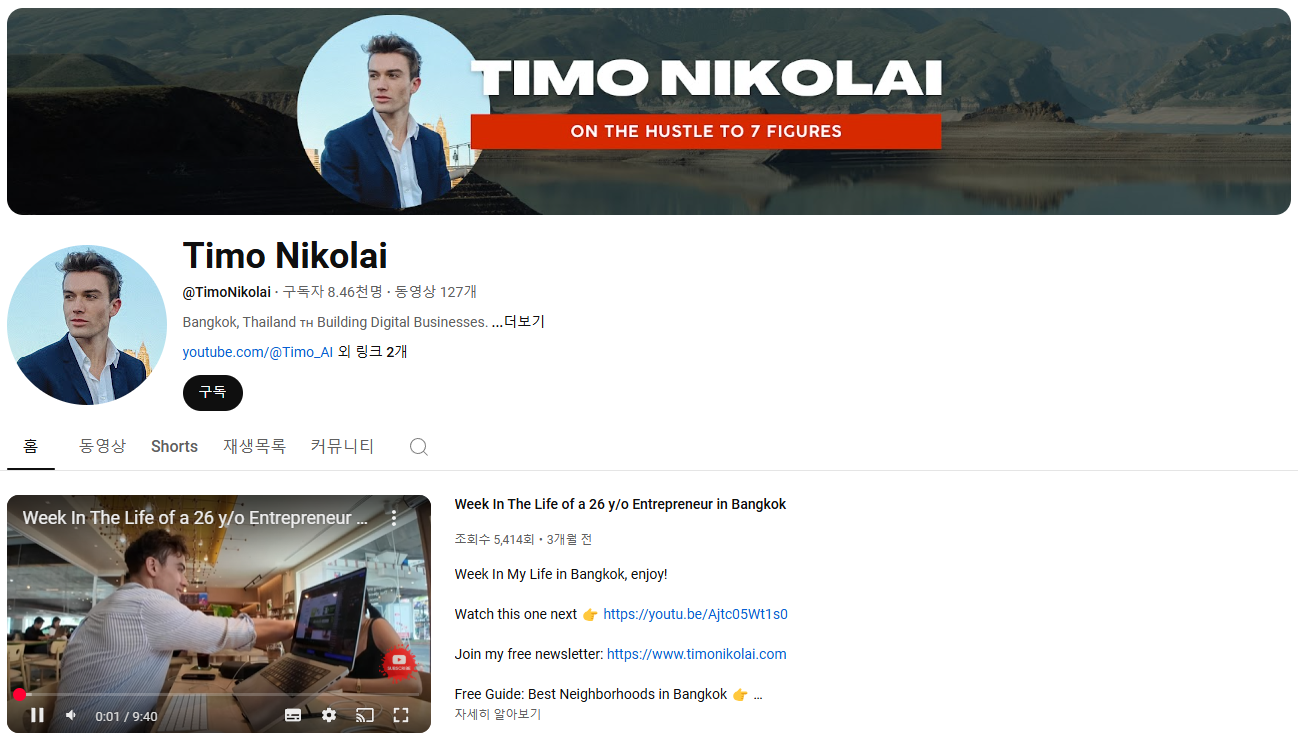 TIMO NIKOLAI
ON THE HUSTLE TO 7 FIGURES
Timo Nikolai
@TimoNikolai · 구독자 8.46천명 · 동영상 127개
Bangkok, Thailand ᴛʜ Building Digital Businesses. ...더보기
youtube.com/@Timo_AI 외 링크 2개
구독
홈 동영상 Shorts 재생목록 커뮤니티
Week In The Life of a 26 y/o Entrepreneur ...
SUBSCRIBE
0:01 / 9:40
Week In The Life of a 26 y/o Entrepreneur in Bangkok
조회수 5,414회 • 3개월 전
Week In My Life in Bangkok, enjoy!
Watch this one next 👉 https://youtu.be/Ajtc05Wt1s0
Join my free newsletter: https://www.timonikolai.com
Free Guide: Best Neighborhoods in Bangkok 👉 ...
자세히 알아보기